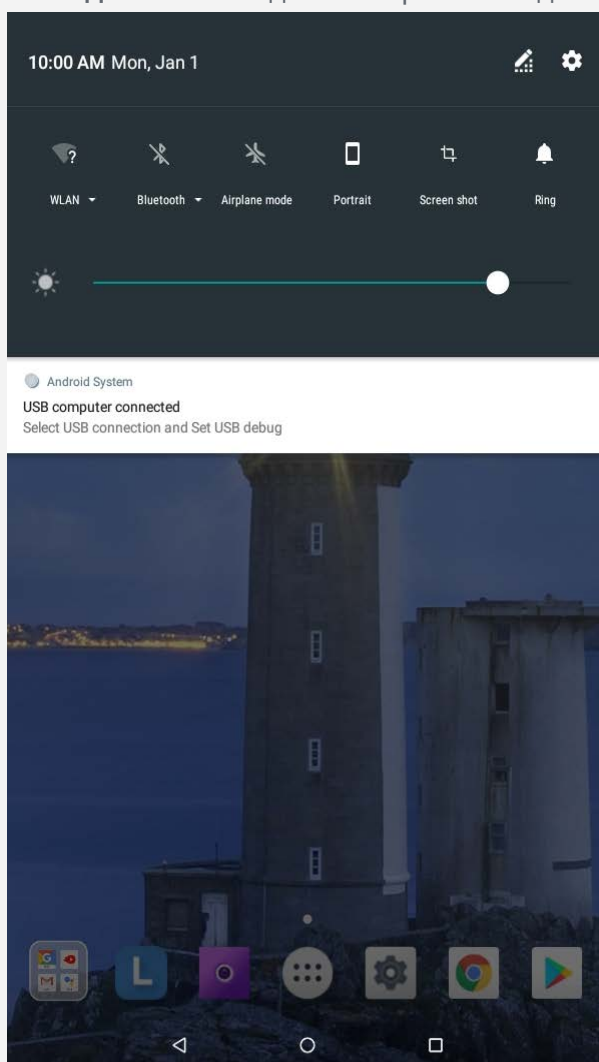 10:00 AM Mon, Jan 1
WLAN Bluetooth Airplane mode Portrait Screen shot Ring
Android System
USB computer connected
Select USB connection and Set USB debug
L